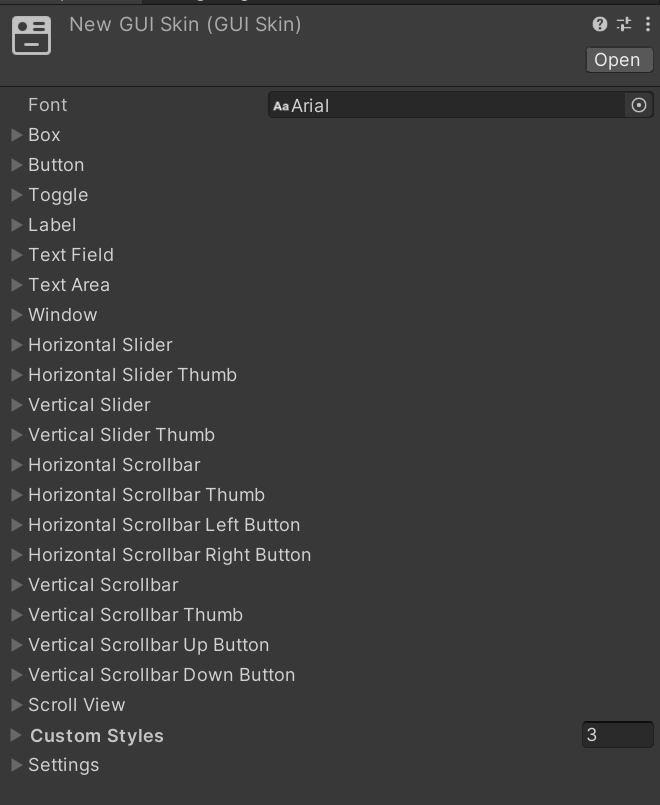 New GUI Skin (GUI Skin)
Open
Font
Aa Arial
Box
Button
Toggle
Label
Text Field
Text Area
Window
Horizontal Slider
Horizontal Slider Thumb
Vertical Slider
Vertical Slider Thumb
Horizontal Scrollbar
Horizontal Scrollbar Thumb
Horizontal Scrollbar Left Button
Horizontal Scrollbar Right Button
Vertical Scrollbar
Vertical Scrollbar Thumb
Vertical Scrollbar Up Button
Vertical Scrollbar Down Button
Scroll View
Custom Styles 3
Settings